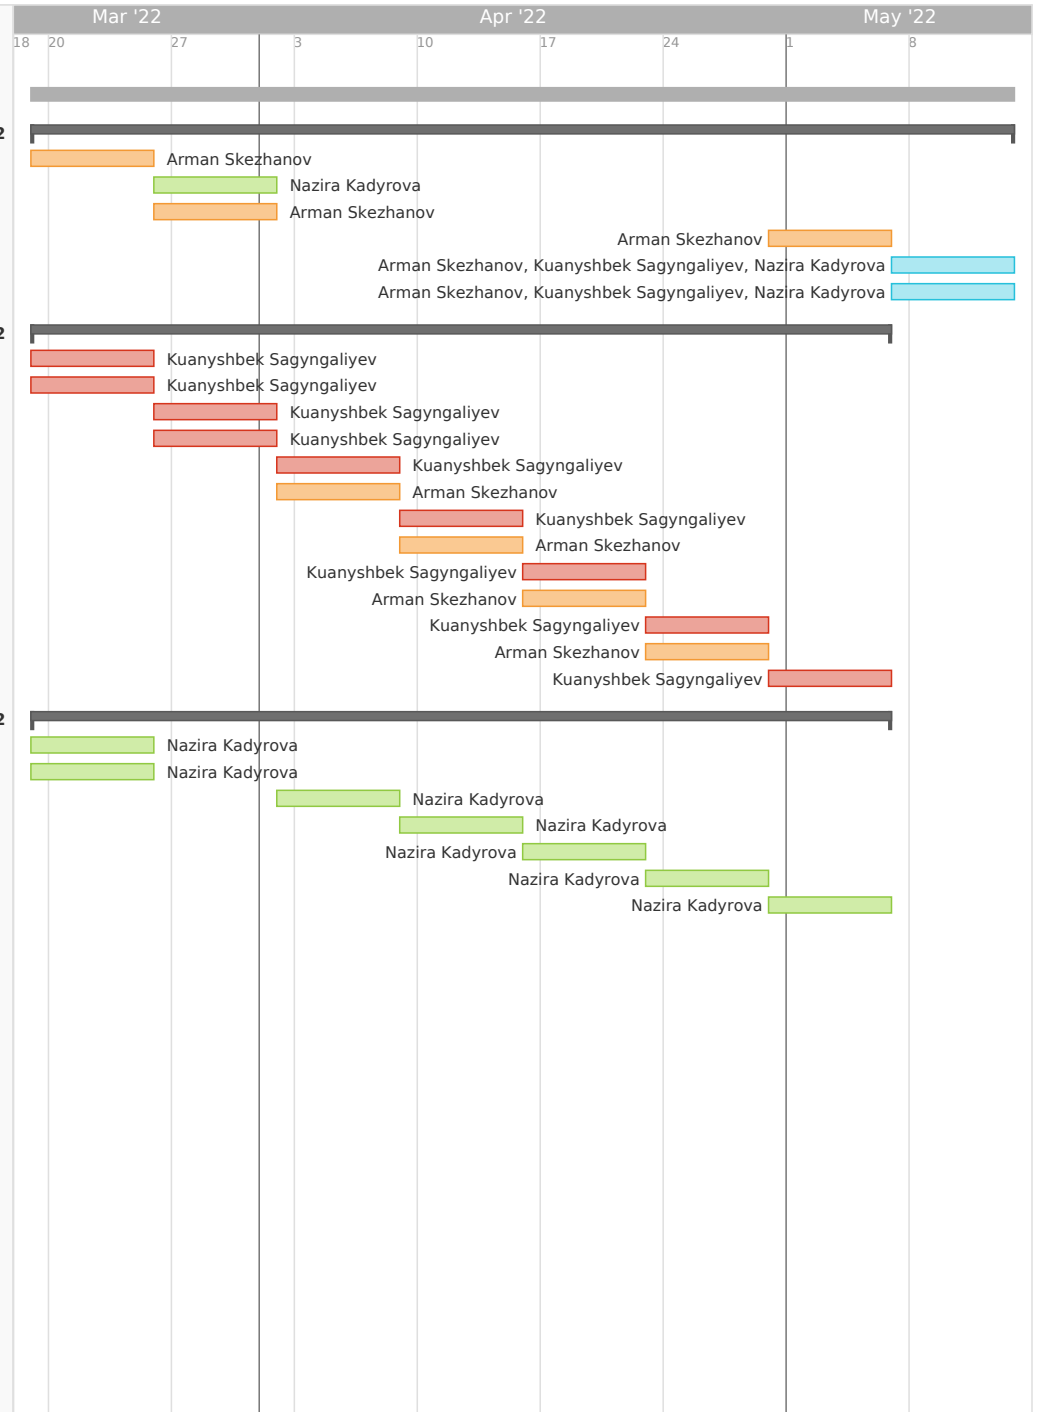 Mar '22 Apr '22 May '22
18 20 27 3 10 17 24 1 8
2
Arman Skezhanov
Nazira Kadyrova
Arman Skezhanov
Arman Skezhanov
Arman Skezhanov, Kuanyshbek Sagyngaliyev, Nazira Kadyrova
Arman Skezhanov, Kuanyshbek Sagyngaliyev, Nazira Kadyrova
2
Kuanyshbek Sagyngaliyev
Kuanyshbek Sagyngaliyev
Kuanyshbek Sagyngaliyev
Kuanyshbek Sagyngaliyev
Kuanyshbek Sagyngaliyev
Arman Skezhanov
Kuanyshbek Sagyngaliyev
Arman Skezhanov
Kuanyshbek Sagyngaliyev
Arman Skezhanov
Kuanyshbek Sagyngaliyev
Arman Skezhanov
Kuanyshbek Sagyngaliyev
2
Nazira Kadyrova
Nazira Kadyrova
Nazira Kadyrova
Nazira Kadyrova
Nazira Kadyrova
Nazira Kadyrova
Nazira Kadyrova